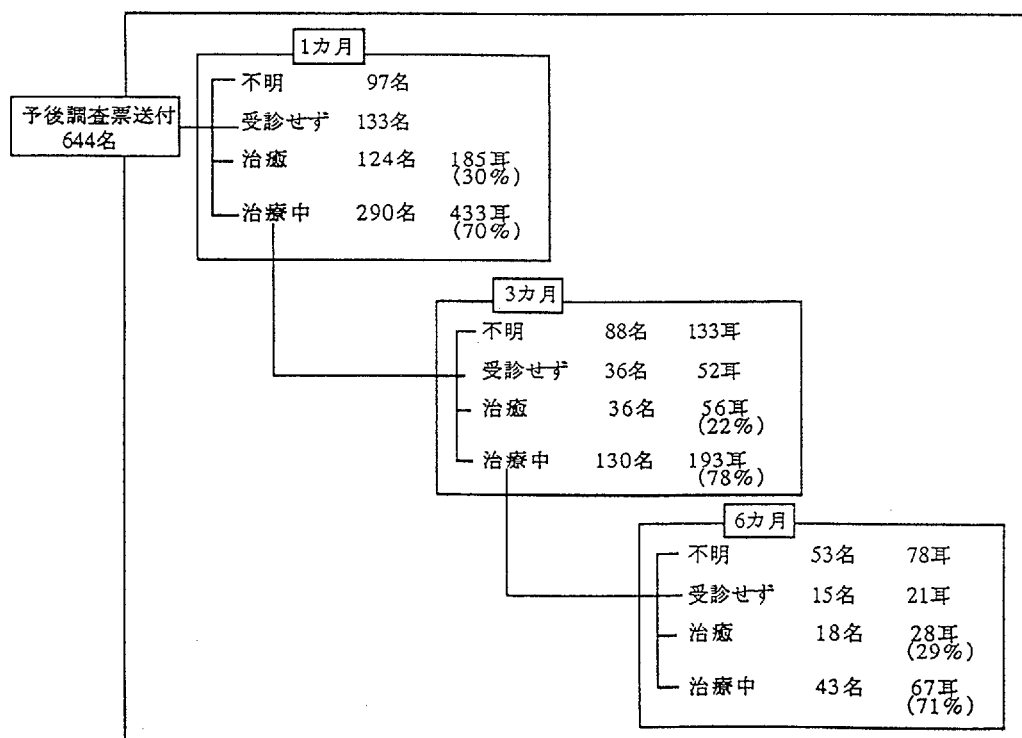 予後調査票送付
644名
1カ月
不明 97名
受診せず 133名
治癒 124名 185耳
(30%)
治療中 290名 433耳
(70%)
3カ月
不明 88名 133耳
受診せず 36名 52耳
治癒 36名 56耳
(22%)
治療中 130名 193耳
(78%)
6カ月
不明 53名 78耳
受診せず 15名 21耳
治癒 18名 28耳
(29%)
治療中 43名 67耳
(71%)